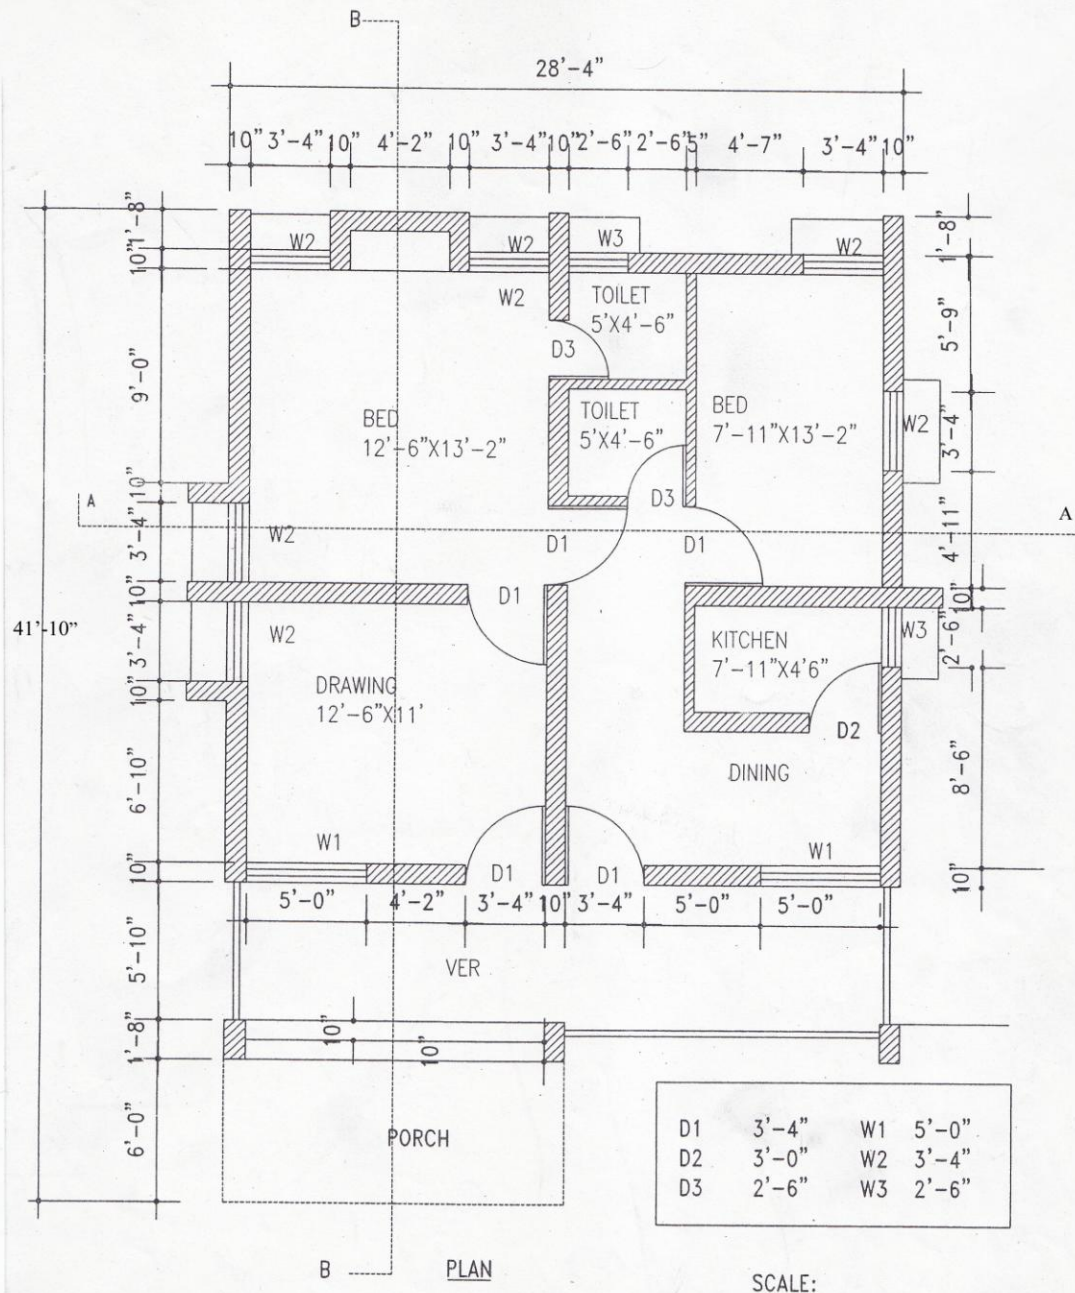 B
28'-4"
10" 3'-4" 10" 4'-2" 10" 3'-4" 10" 2'-6" 2'-6" 5" 4'-7" 3'-4" 10"
1'-8"
10"
9'-0"
10"
3'-4"
10"
3'-4"
10"
6'-10"
10"
5'-10"
1'-8"
6'-0"
41'-10"
W2 W2 W3 W2
W2
TOILET
5'X4'-6"
D3
BED
12'-6"X13'-2"
TOILET
5'X4'-6"
BED
7'-11"X13'-2"
W2
A
A
D3
W2
D1 D1
D1
W2
KITCHEN
7'-11"X4'6"
W3
DRAWING
12'-6"X11'
D2
DINING
W1 W1
D1 D1
5'-0" 4'-2" 3'-4" 10" 3'-4" 5'-0" 5'-0"
VER
10"
10"
PORCH
1'-8"
5'-9"
3'-4"
4'-11"
10"
2'-6"
8'-6"
10"
D1 3'-4" W1 5'-0"
D2 3'-0" W2 3'-4"
D3 2'-6" W3 2'-6"
B
PLAN
SCALE: